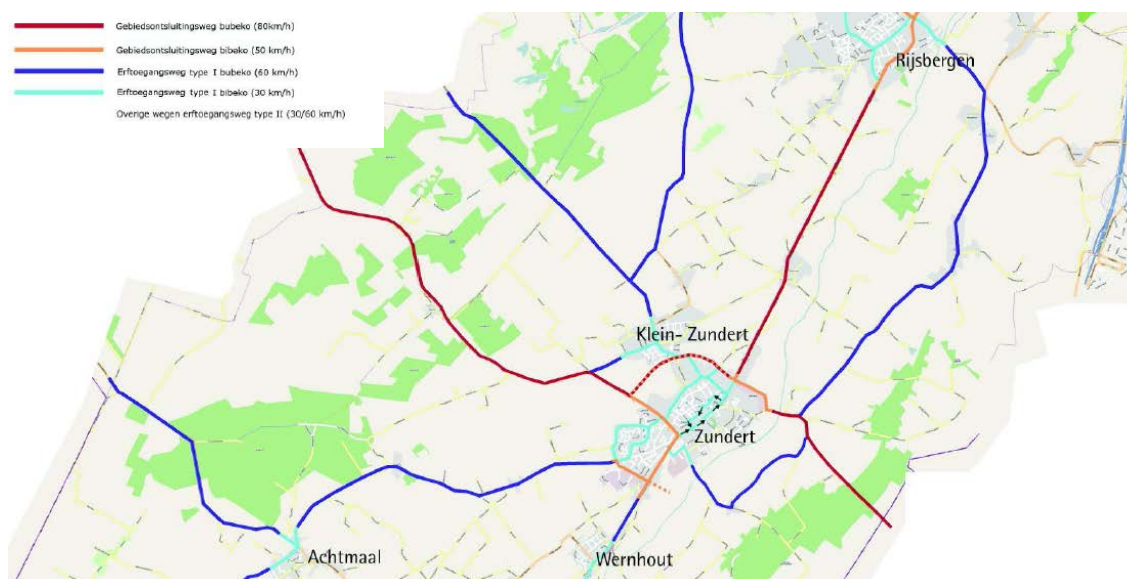 Gebiedsontsluitingsweg bubeko (80km/h)
Gebiedsontsluitingsweg bibeko (50 km/h)
Erftoegangsweg type I bubeko (60 km/h)
Erftoegangsweg type I bibeko (30 km/h)
Overige wegen erftoegangsweg type II (30/60 km/h)
Rijsbergen
Klein- Zundert
Zundert
Achtmaal
Wernhout